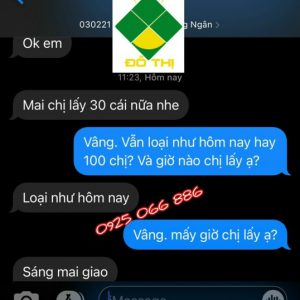 030221
g Ngân >
ĐÔ THỊ
Ok em
11:23, Hôm nay
Mai chị lấy 30 cái nữa nhe
Vâng. Vẫn loại như hôm nay hay
100 chị? Và giờ nào chị lấy ạ?
Loại như hôm nay
0925 066 886
Vâng. mấy giờ chị lấy ạ?
Sáng mai giao
iMessage